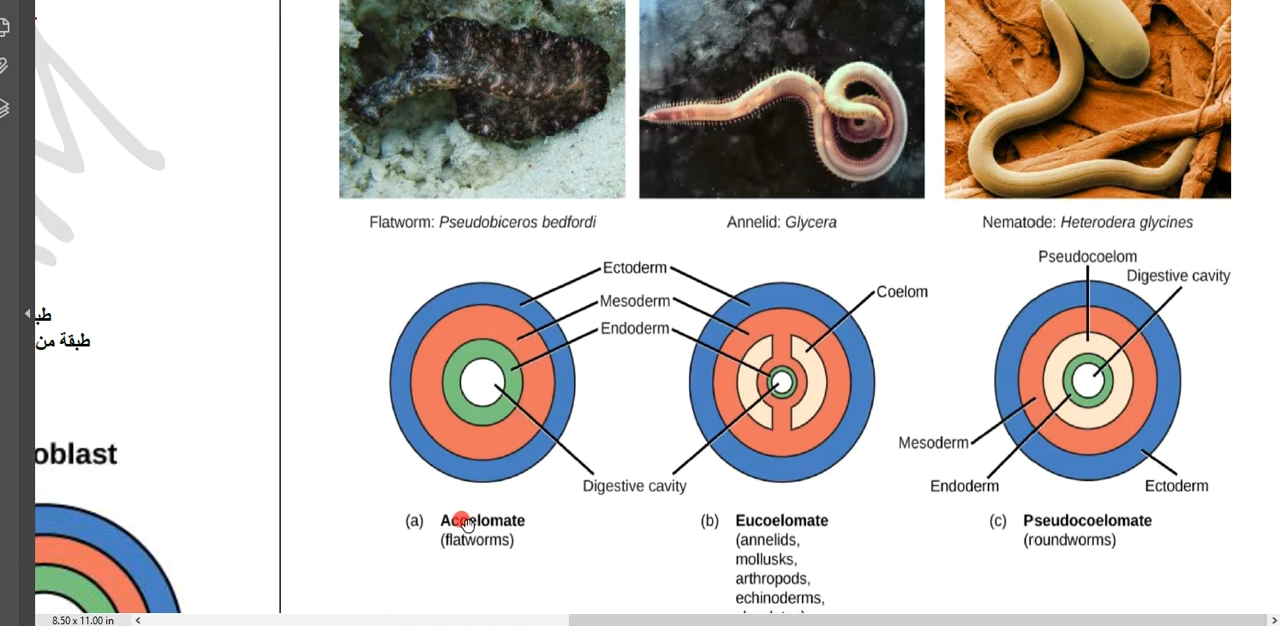 Flatworm: Pseudobiceros bedfordi
Annelid: Glycera
Nematode: Heterodera glycines
Ectoderm
Mesoderm
Endoderm
Coelom
Digestive cavity
Pseudocoelom
Digestive cavity
Mesoderm
Endoderm
Ectoderm
(a) Acoelomate
(flatworms)
(b) Eucoelomate
(annelids,
mollusks,
arthropods,
echinoderms,
(c) Pseudocoelomate
(roundworms)
طبقة من
oblast
8.50 x 11.00 in